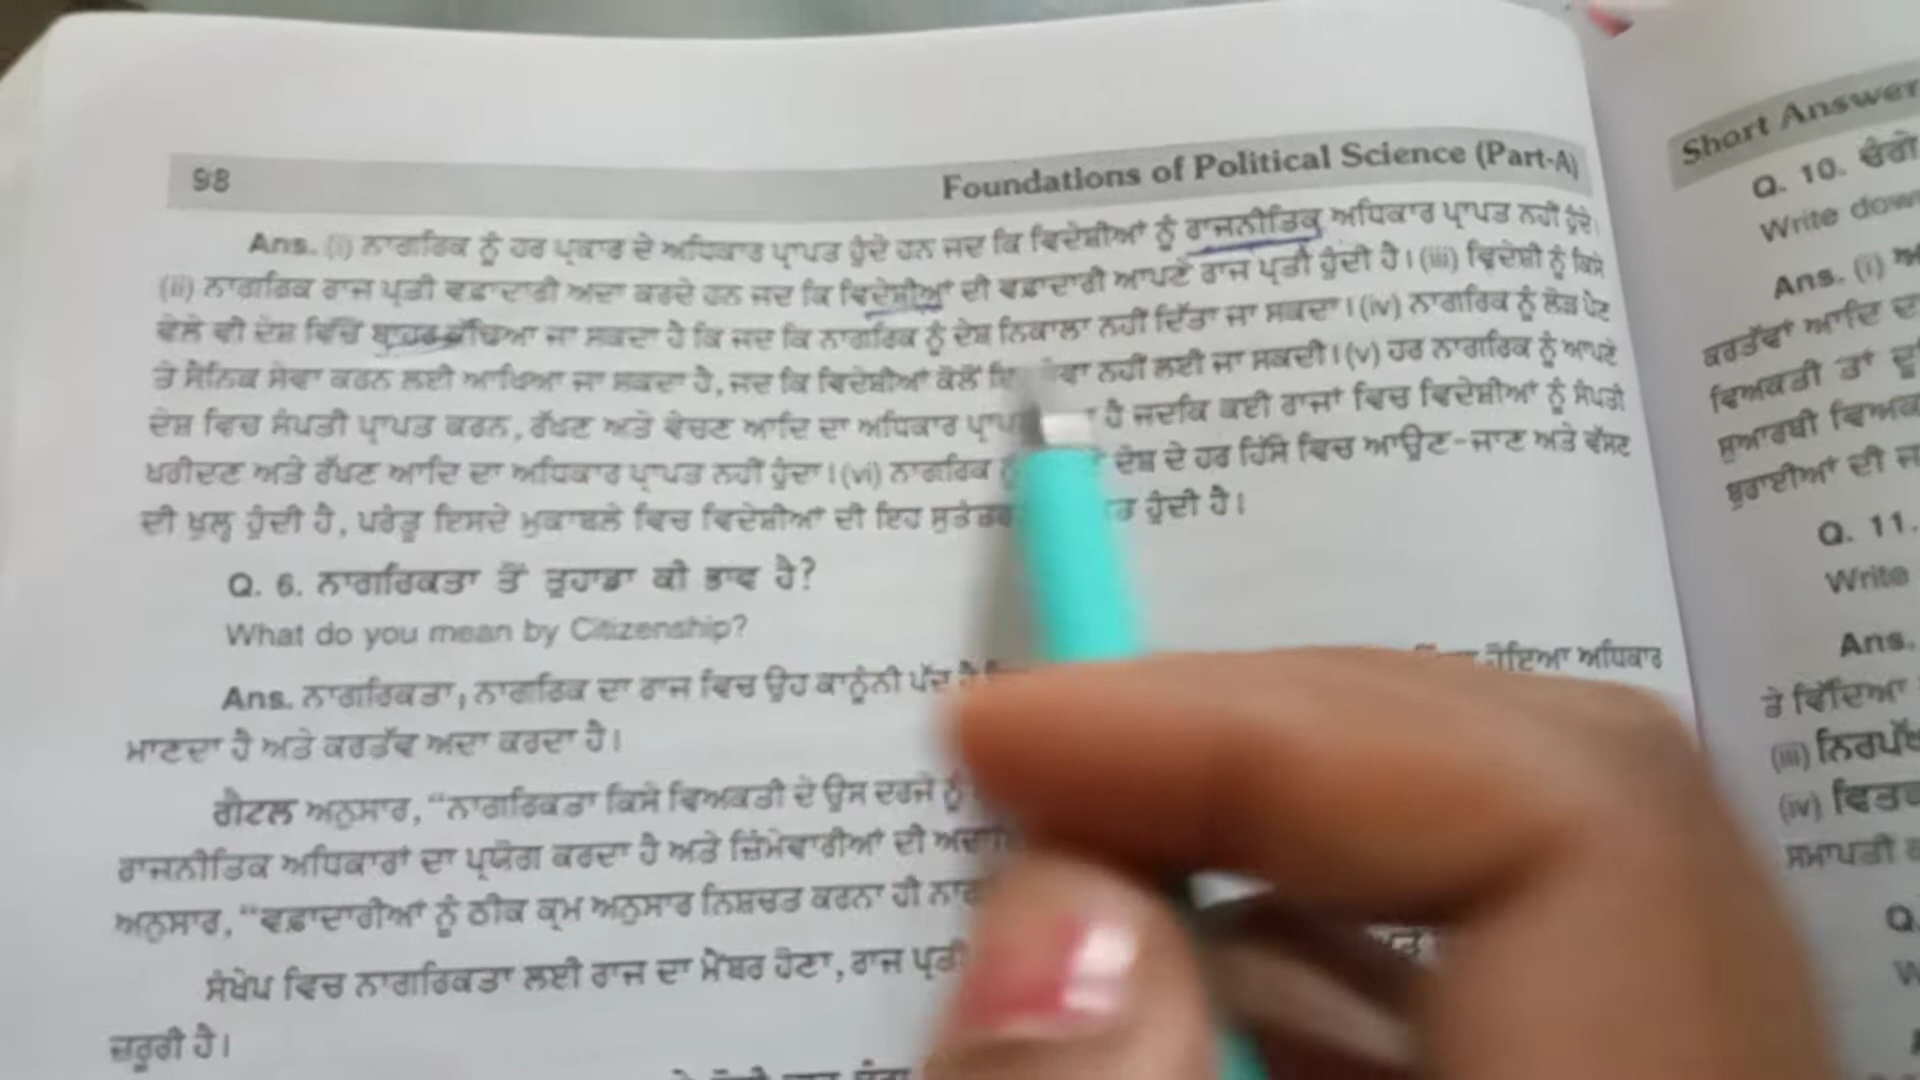 98
Foundations of Political Science (Part-A)
Ans. (i) ਨਾਗਰਿਕ ਨੂੰ ਹਰ ਪ੍ਰਕਾਰ ਦੇ ਅਧਿਕਾਰ ਪ੍ਰਾਪਤ ਹੁੰਦੇ ਹਨ ਜਦ ਕਿ ਵਿਦੇਸ਼ੀਆਂ ਨੂੰ ਰਾਜਨੀਤਿਕ ਅਧਿਕਾਰ ਪ੍ਰਾਪਤ ਨਹੀਂ ਹੁੰਦੇ।
(ii) ਨਾਗਰਿਕ ਰਾਜ ਪ੍ਰਤੀ ਵਫ਼ਾਦਾਰੀ ਅਦਾ ਕਰਦੇ ਹਨ ਜਦ ਕਿ ਵਿਦੇਸ਼ੀਆਂ ਦੀ ਵਫ਼ਾਦਾਰੀ ਆਪਣੇ ਰਾਜ ਪ੍ਰਤੀ ਹੁੰਦੀ ਹੈ। (iii) ਵਿਦੇਸ਼ੀ ਨੂੰ ਕਿਸੇ
ਵੇਲੇ ਵੀ ਦੇਸ਼ ਵਿੱਚੋਂ ਬਾਹਰ ਕੱਢਿਆ ਜਾ ਸਕਦਾ ਹੈ ਕਿ ਜਦ ਕਿ ਨਾਗਰਿਕ ਨੂੰ ਦੇਸ਼ ਨਿਕਾਲਾ ਨਹੀਂ ਦਿੱਤਾ ਜਾ ਸਕਦਾ। (iv) ਨਾਗਰਿਕ ਨੂੰ ਲੋੜ ਪੈਣ
ਤੇ ਸੈਨਿਕ ਸੇਵਾ ਕਰਨ ਲਈ ਆਖਿਆ ਜਾ ਸਕਦਾ ਹੈ, ਜਦ ਕਿ ਵਿਦੇਸ਼ੀਆਂ ਕੋਲੋਂ ਨਹੀਂ ਲਈ ਜਾ ਸਕਦੀ। (v) ਹਰ ਨਾਗਰਿਕ ਨੂੰ ਆਪਣੇ
ਦੇਸ਼ ਵਿਚ ਸੰਪਤੀ ਪ੍ਰਾਪਤ ਕਰਨ, ਰੱਖਣ ਅਤੇ ਵੇਚਣ ਆਦਿ ਦਾ ਅਧਿਕਾਰ ਹੈ ਜਦਕਿ ਕਈ ਰਾਜਾਂ ਵਿਚ ਵਿਦੇਸ਼ੀਆਂ ਨੂੰ ਸੰਪਤੀ
ਖਰੀਦਣ ਅਤੇ ਰੱਖਣ ਆਦਿ ਦਾ ਅਧਿਕਾਰ ਪ੍ਰਾਪਤ ਨਹੀਂ ਹੁੰਦਾ। (vi) ਨਾਗਰਿਕ ਦੇਸ਼ ਦੇ ਹਰ ਹਿੱਸੇ ਵਿਚ ਆਉਣ-ਜਾਣ ਅਤੇ ਵੱਸਣ
ਦੀ ਖੁਲ੍ਹ ਹੁੰਦੀ ਹੈ, ਪਰੰਤੂ ਇਸਦੇ ਮੁਕਾਬਲੇ ਵਿਚ ਵਿਦੇਸ਼ੀਆਂ ਦੀ ਇਹ ਹੁੰਦੀ ਹੈ।
Q. 6. ਨਾਗਰਿਕਤਾ ਤੋਂ ਤੁਹਾਡਾ ਕੀ ਭਾਵ ਹੈ?
What do you mean by Citizenship?
Ans. ਨਾਗਰਿਕਤਾ, ਨਾਗਰਿਕ ਦਾ ਰਾਜ ਵਿਚ ਉਹ ਕਾਨੂੰਨੀ ਪੱਦ ਹੈ ਹੋਇਆ ਅਧਿਕਾਰ
ਮਾਣਦਾ ਹੈ ਅਤੇ ਕਰਤੱਵ ਅਦਾ ਕਰਦਾ ਹੈ।
ਗੈਟਲ ਅਨੁਸਾਰ, “ਨਾਗਰਿਕਤਾ ਕਿਸੇ ਵਿਅਕਤੀ ਦੇ ਉਸ ਦਰਜੇ ਨੂੰ
ਰਾਜਨੀਤਿਕ ਅਧਿਕਾਰਾਂ ਦਾ ਪ੍ਰਯੋਗ ਕਰਦਾ ਹੈ ਅਤੇ ਜ਼ਿੰਮੇਵਾਰੀਆਂ ਦੀ
ਅਨੁਸਾਰ, “ਵਫ਼ਾਦਾਰੀਆਂ ਨੂੰ ਠੀਕ ਕ੍ਰਮ ਅਨੁਸਾਰ ਨਿਸ਼ਚਤ ਕਰਨਾ ਹੀ
ਸੰਖੇਪ ਵਿਚ ਨਾਗਰਿਕਤਾ ਲਈ ਰਾਜ ਦਾ ਮੈਂਬਰ ਹੋਣਾ, ਰਾਜ ਪ੍ਰਤੀ
ਜ਼ਰੂਰੀ ਹੈ।
Short Answer
Q. 10.
Write down
Ans. (i)
ਕਰਤੱਵਾਂ ਆਦਿ ਦਾ
ਵਿਅਕਤੀ ਤਾਂ
ਸੁਆਰਥੀ
ਬੁਰਾਈਆਂ ਦੀ
Q. 11.
Write
Ans.
ਤੇ ਵਿੱਦਿਆ
(iii)
(iv)
ਸਮਾਪਤੀ
Q.